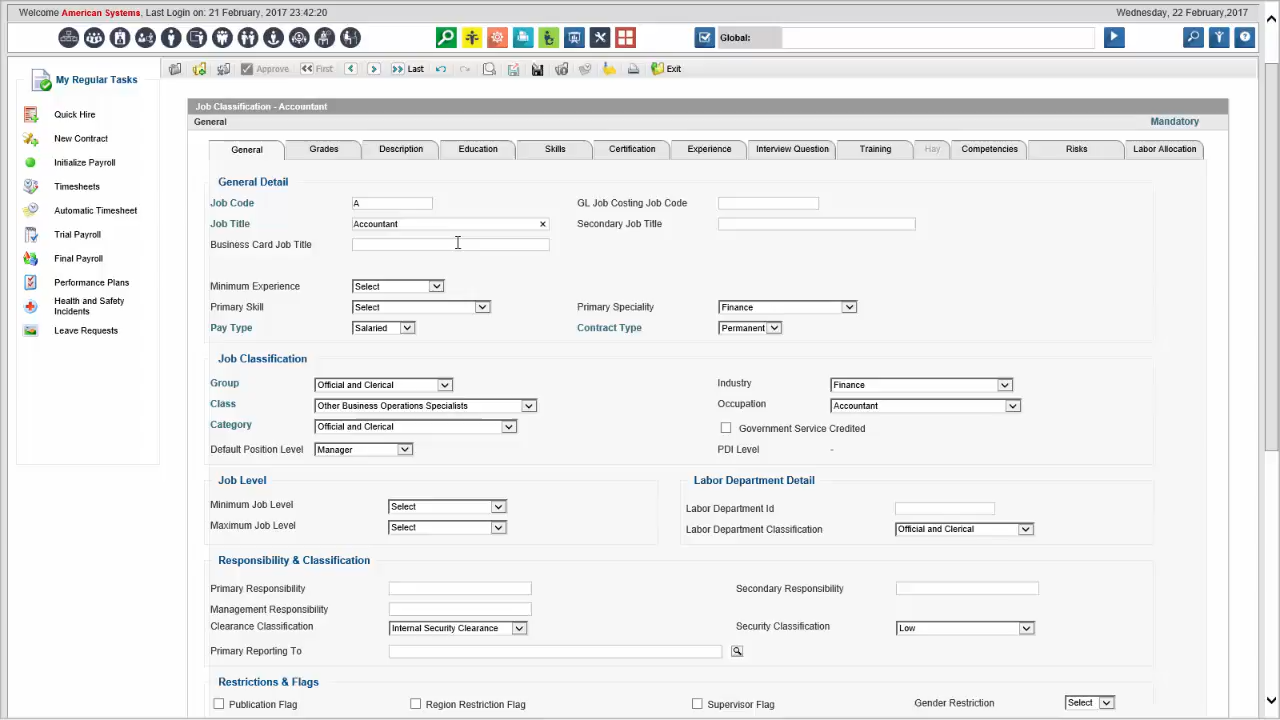 Welcome American Systems, Last Login on: 21 February, 2017 23:42:20 Wednesday, 22 February,2017
Global:
My Regular Tasks
Quick Hire
New Contract
Initialize Payroll
Timesheets
Automatic Timesheet
Trial Payroll
Final Payroll
Performance Plans
Health and Safety
Incidents
Leave Requests
Approve First Last Exit
Job Classification - Accountant
General Mandatory
General Grades Description Education Skills Certification Experience Interview Question Training Hay Competencies Risks Labor Allocation
General Detail
Job Code A GL Job Costing Job Code
Job Title Accountant × Secondary Job Title
Business Card Job Title
Minimum Experience Select
Primary Skill Select Primary Speciality Finance
Pay Type Salaried Contract Type Permanent
Job Classification
Group Official and Clerical Industry Finance
Class Other Business Operations Specialists Occupation Accountant
Category Official and Clerical Government Service Credited
Default Position Level Manager PDI Level -
Job Level Labor Department Detail
Minimum Job Level Select Labor Department Id
Maximum Job Level Select Labor Department Classification Official and Clerical
Responsibility & Classification
Primary Responsibility Secondary Responsibility
Management Responsibility
Clearance Classification Internal Security Clearance Security Classification Low
Primary Reporting To
Restrictions & Flags
Publication Flag Region Restriction Flag Supervisor Flag Gender Restriction Select